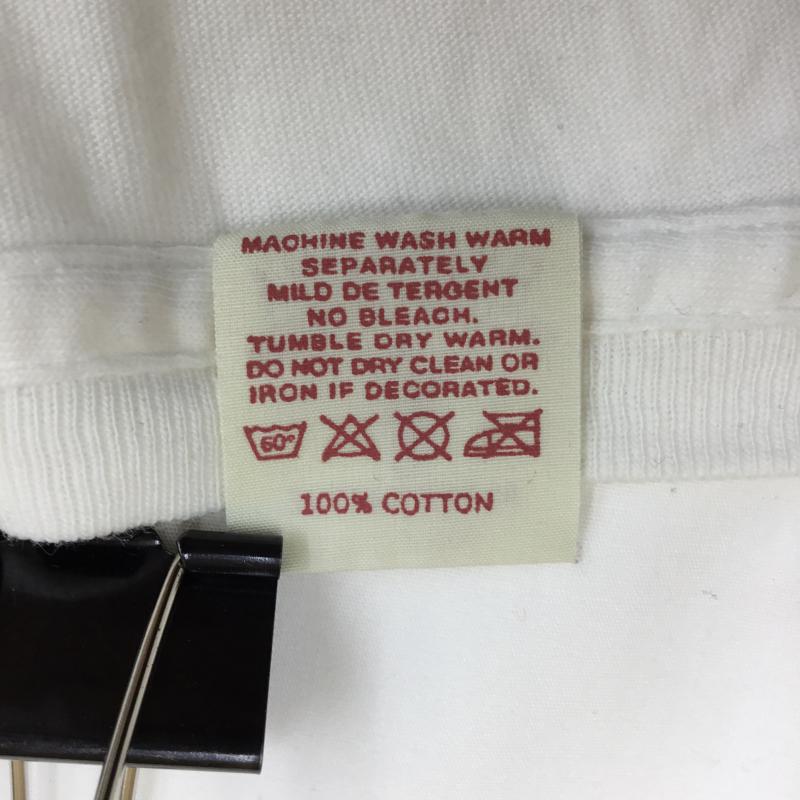 MACHINE WASH WARM
SEPARATELY
MILD DE TERGENT
NO BLEACH.
TUMBLE DRY WARM.
DO NOT DRY CLEAN OR
IRON IF DECORATED.
60°
100% COTTON